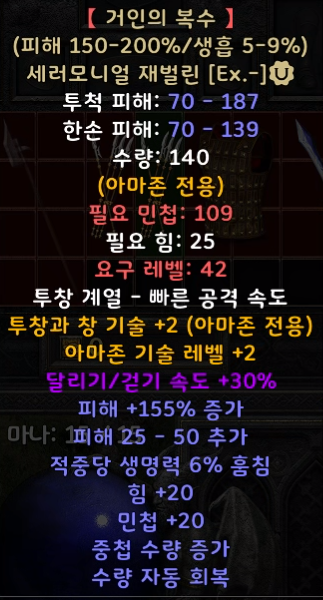 【 거인의 복수 】
(피해 150-200%/생흡 5-9%)
세러모니얼 재벌린 [Ex.-]
투척 피해: 70 - 187
한손 피해: 70 - 139
수량: 140
(아마존 전용)
필요 민첩: 109
필요 힘: 25
요구 레벨: 42
투창 계열 - 빠른 공격 속도
투창과 창 기술 +2 (아마존 전용)
아마존 기술 레벨 +2
달리기/걷기 속도 +30%
피해 +155% 증가
마나:
피해 25 - 50 추가
적중당 생명력 6% 훔침
힘 +20
민첩 +20
중첩 수량 증가
수량 자동 회복